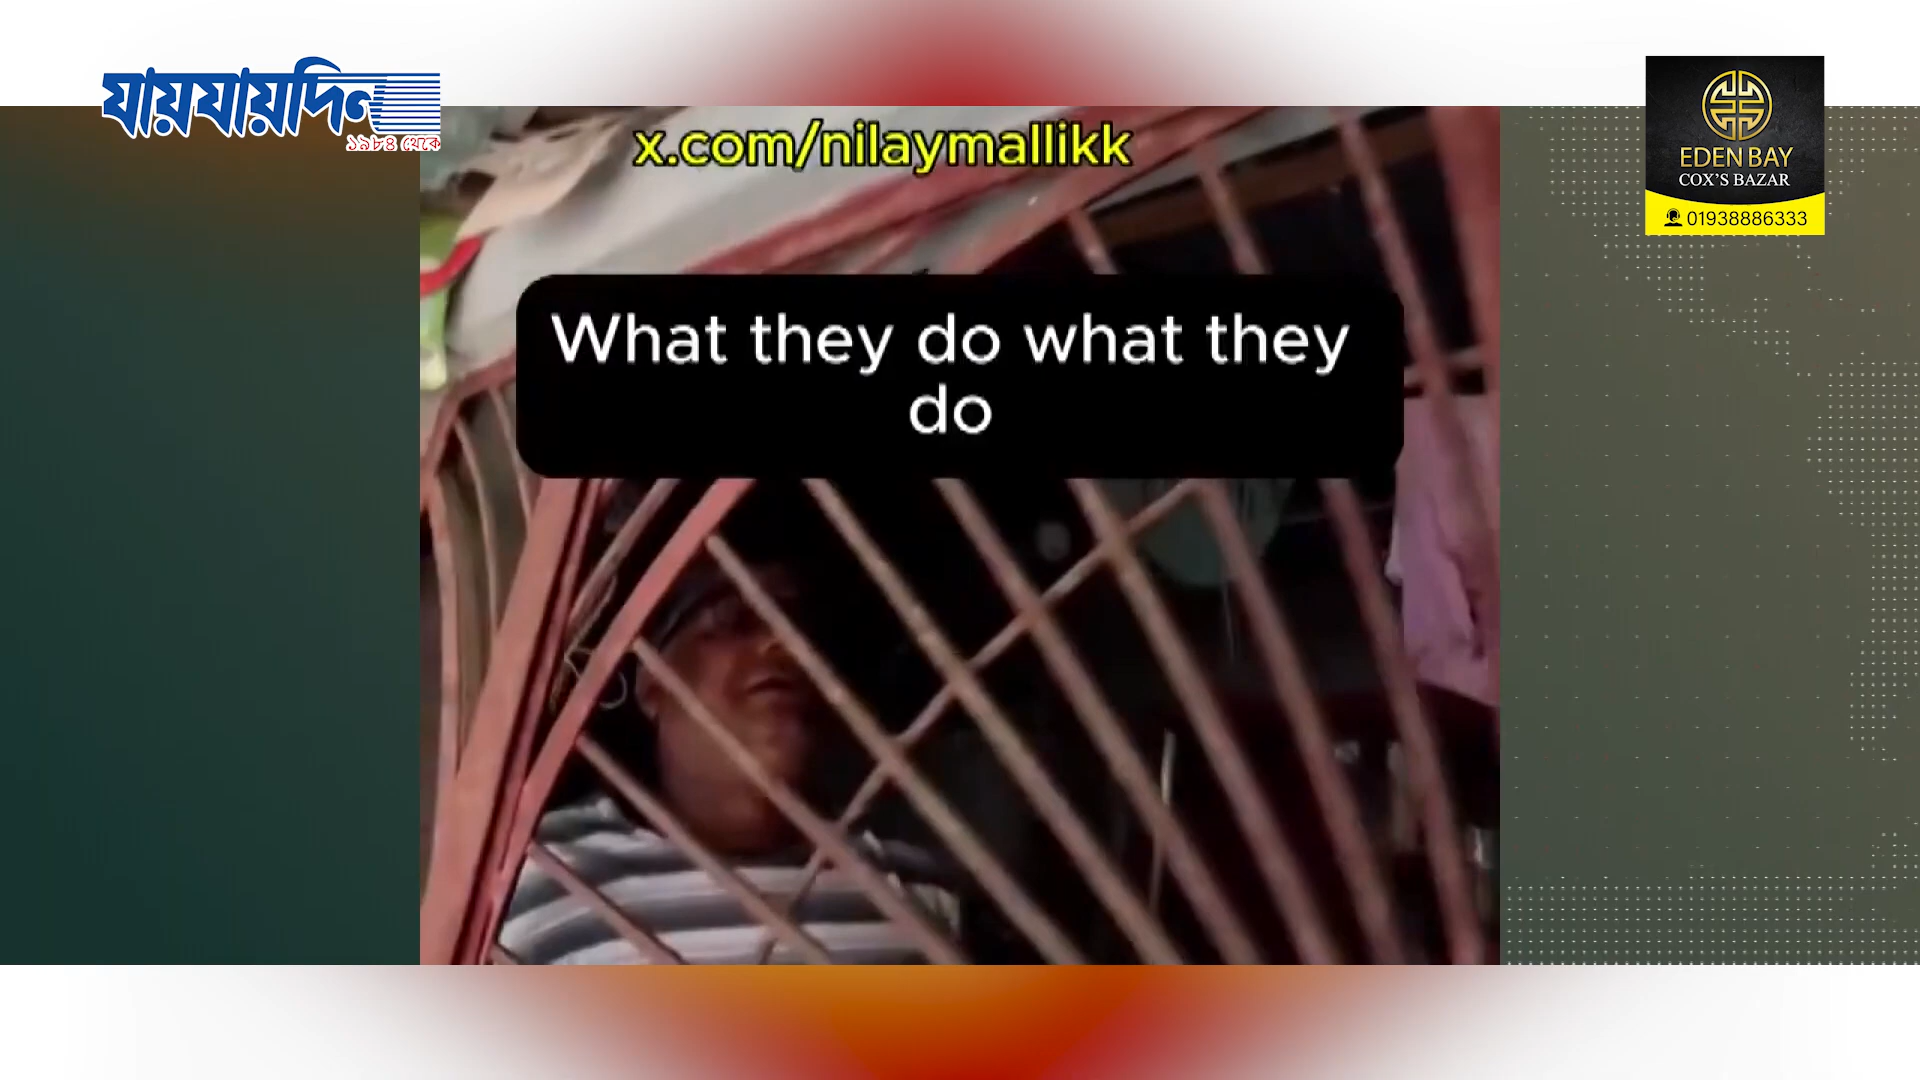 যায়যায়দিন
১৯৮৪ থেকে
x.com/nilaymallikk
EDEN BAY
COX'S BAZAR
01938886333
What they do what they
do